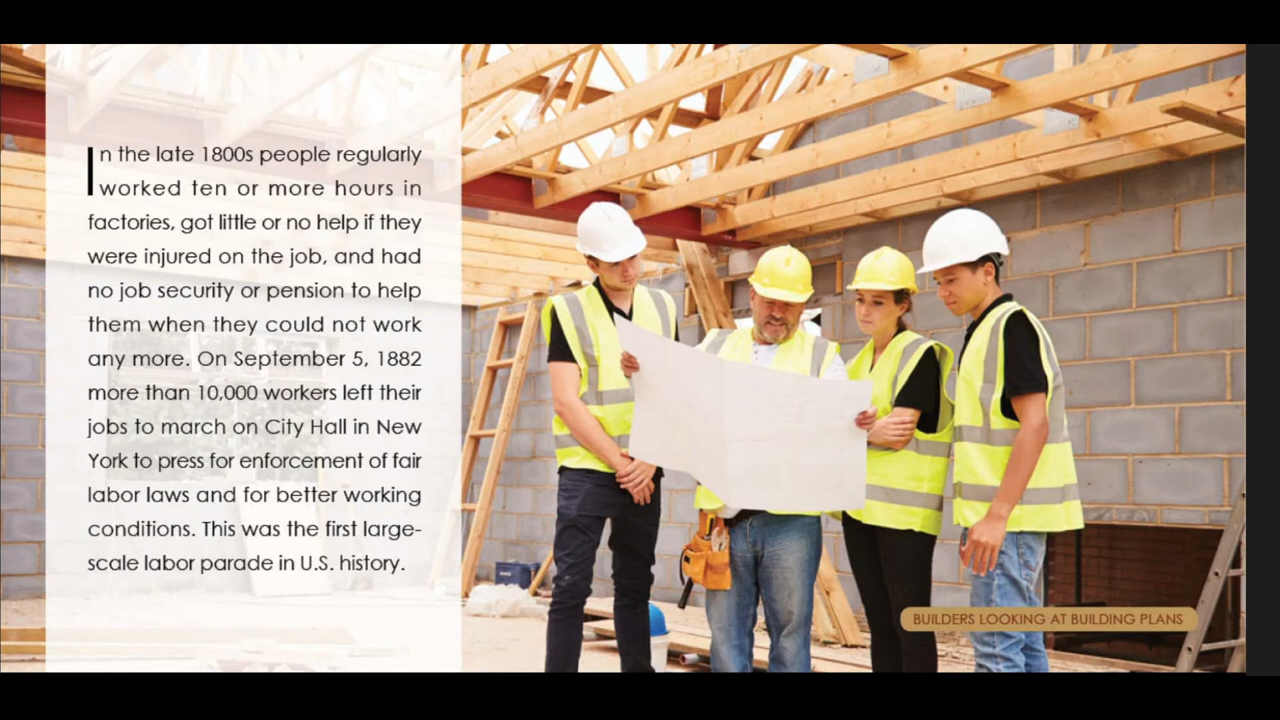 In the late 1800s people regularly
worked ten or more hours in
factories, got little or no help if they
were injured on the job, and had
no job security or pension to help
them when they could not work
any more. On September 5, 1882
more than 10,000 workers left their
jobs to march on City Hall in New
York to press for enforcement of fair
labor laws and for better working
conditions. This was the first large-
scale labor parade in U.S. history.
BUILDERS LOOKING AT BUILDING PLANS